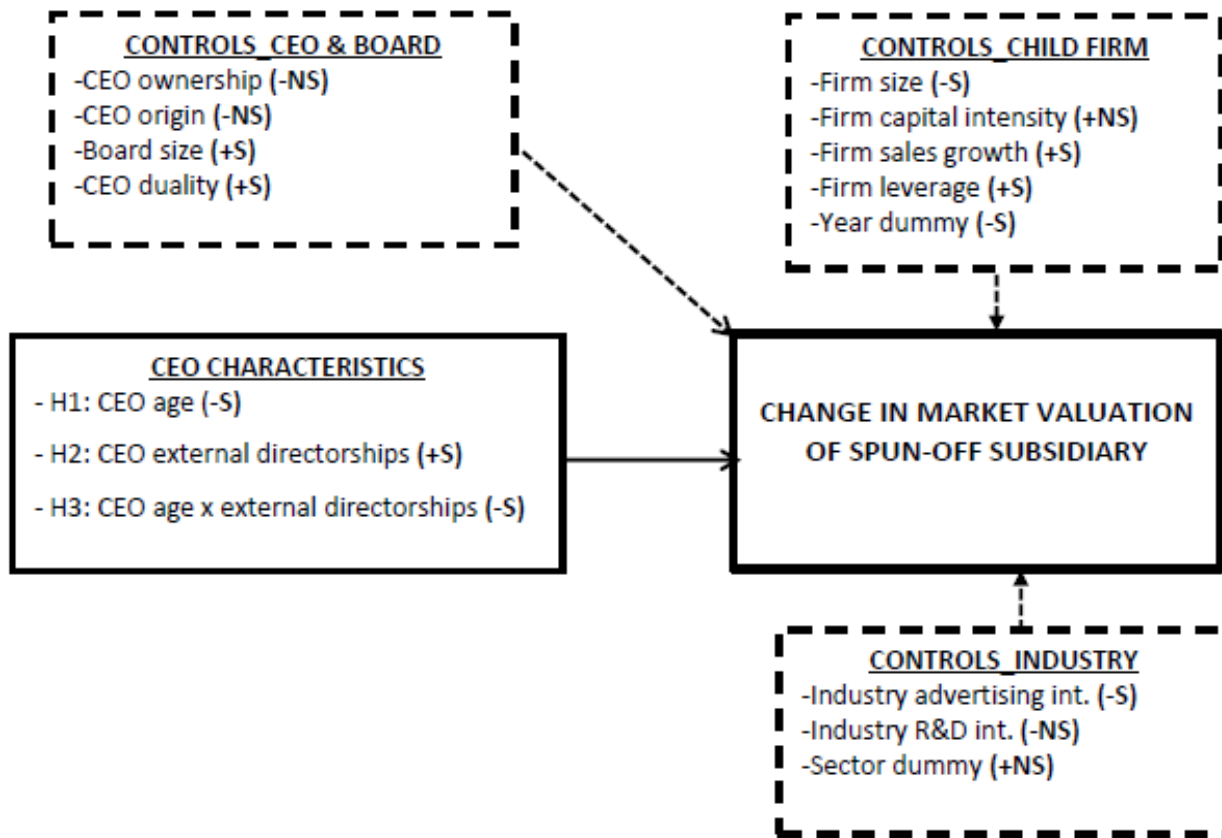 CONTROLS_CEO & BOARD
-CEO ownership (-NS)
-CEO origin (-NS)
-Board size (+S)
-CEO duality (+S)
CONTROLS_CHILD FIRM
-Firm size (-S)
-Firm capital intensity (+NS)
-Firm sales growth (+S)
-Firm leverage (+S)
-Year dummy (-S)
CEO CHARACTERISTICS
- H1: CEO age (-S)
- H2: CEO external directorships (+S)
- H3: CEO age x external directorships (-S)
CHANGE IN MARKET VALUATION
OF SPUN-OFF SUBSIDIARY
CONTROLS_INDUSTRY
-Industry advertising int. (-S)
-Industry R&D int. (-NS)
-Sector dummy (+NS)